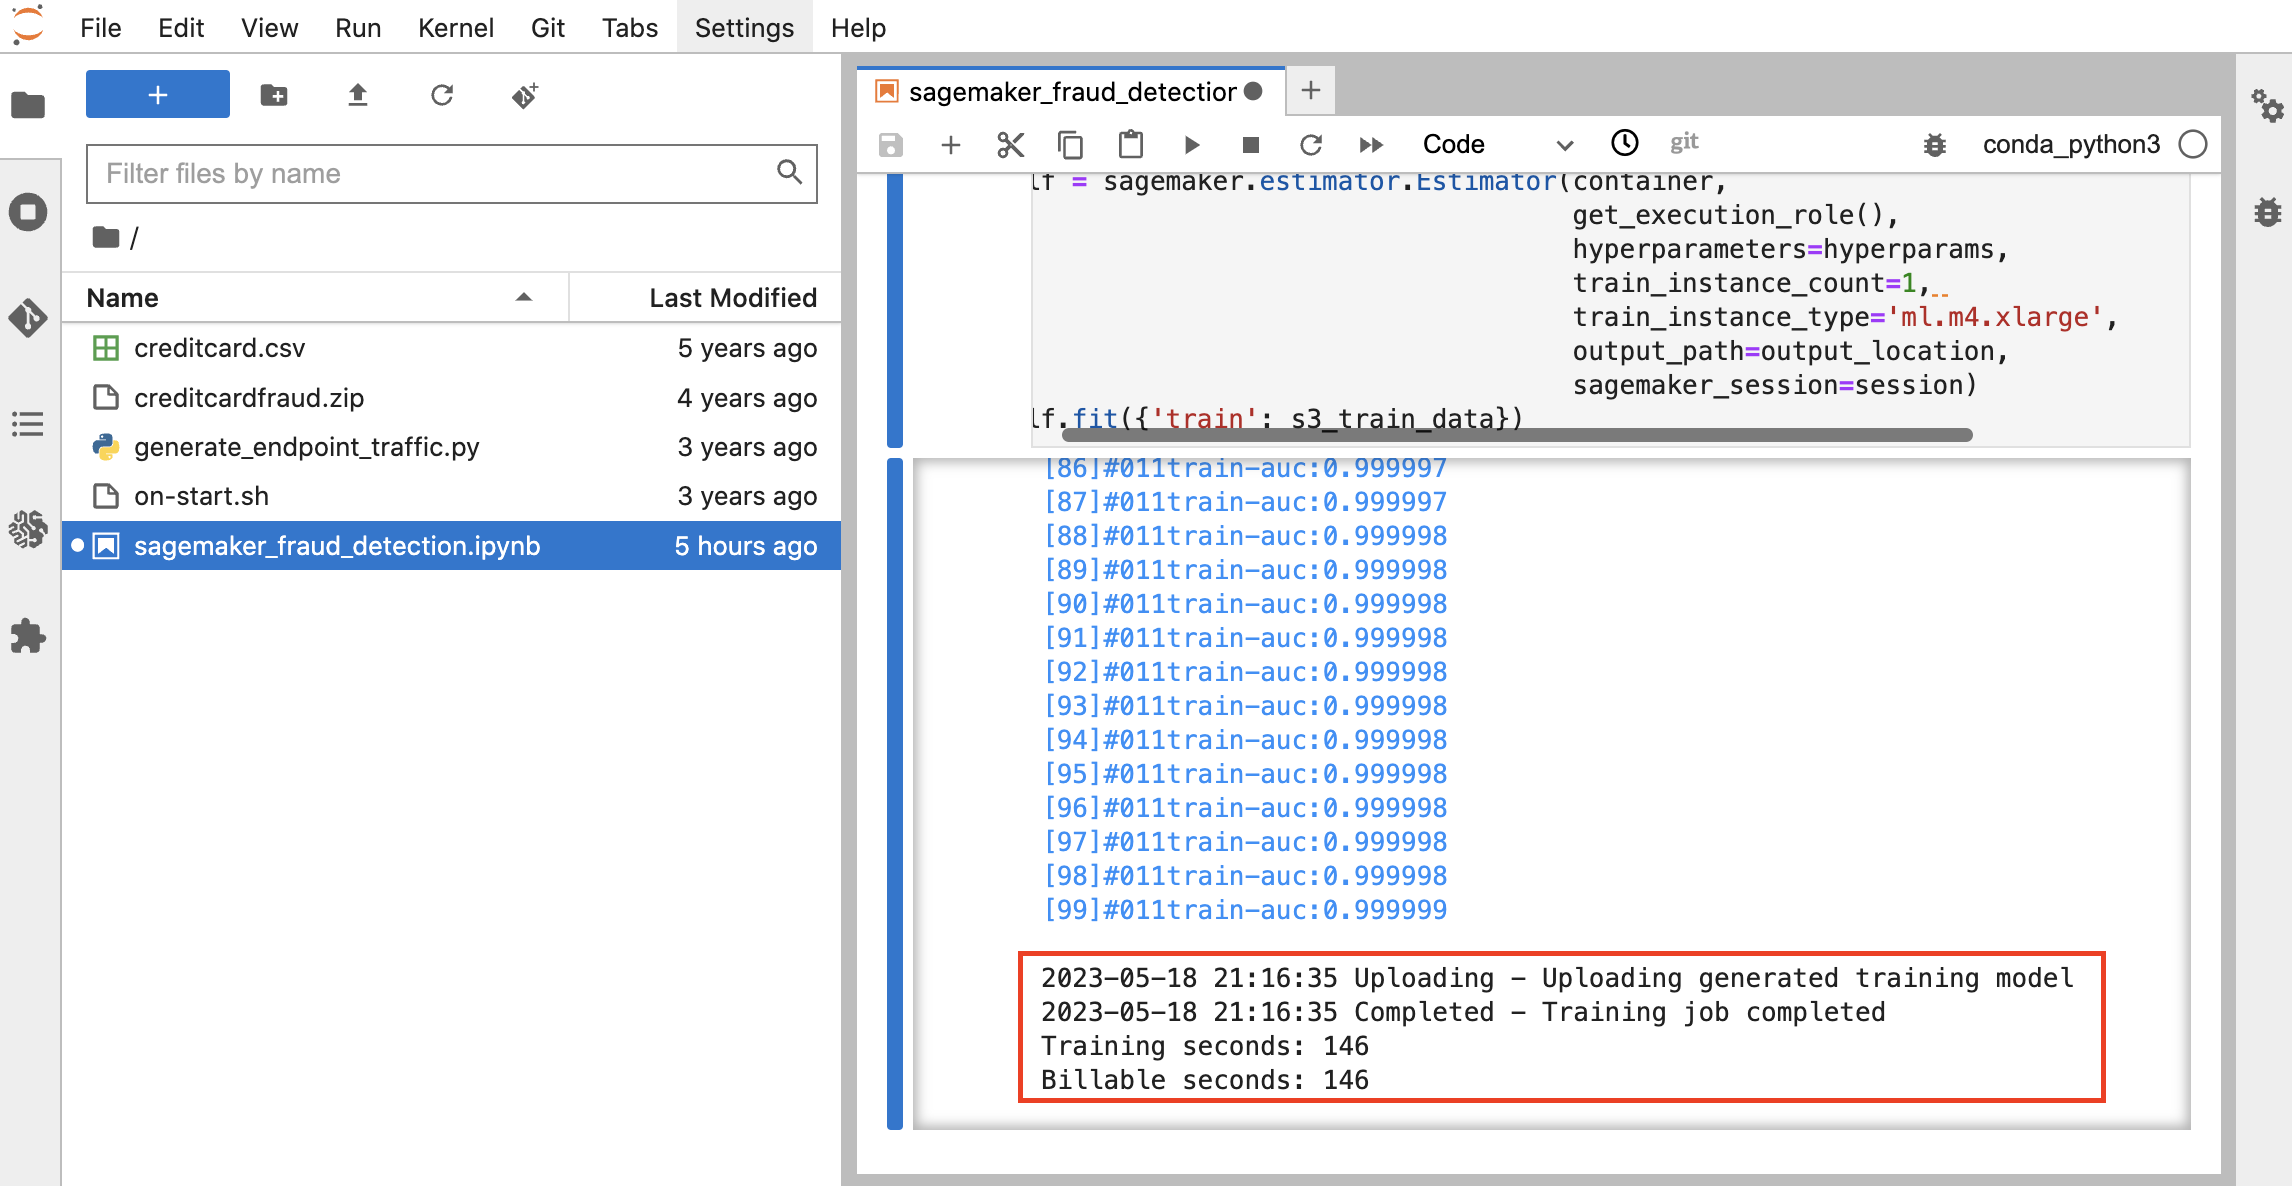 File Edit View Run Kernel Git Tabs Settings Help
+
Filter files by name
/
Name Last Modified
creditcard.csv 5 years ago
creditcardfraud.zip 4 years ago
generate_endpoint_traffic.py 3 years ago
on-start.sh 3 years ago
sagemaker_fraud_detection.ipynb 5 hours ago
sagemaker_fraud_detection
Code git conda_python3
lf = sagemaker.estimator.Estimator(container,
get_execution_role(),
hyperparameters=hyperparams,
train_instance_count=1,
train_instance_type='ml.m4.xlarge',
output_path=output_location,
sagemaker_session=session)
lf.fit({'train': s3_train_data})
[86]#011train-auc:0.999997
[87]#011train-auc:0.999997
[88]#011train-auc:0.999998
[89]#011train-auc:0.999998
[90]#011train-auc:0.999998
[91]#011train-auc:0.999998
[92]#011train-auc:0.999998
[93]#011train-auc:0.999998
[94]#011train-auc:0.999998
[95]#011train-auc:0.999998
[96]#011train-auc:0.999998
[97]#011train-auc:0.999998
[98]#011train-auc:0.999998
[99]#011train-auc:0.999999
2023-05-18 21:16:35 Uploading - Uploading generated training model
2023-05-18 21:16:35 Completed - Training job completed
Training seconds: 146
Billable seconds: 146